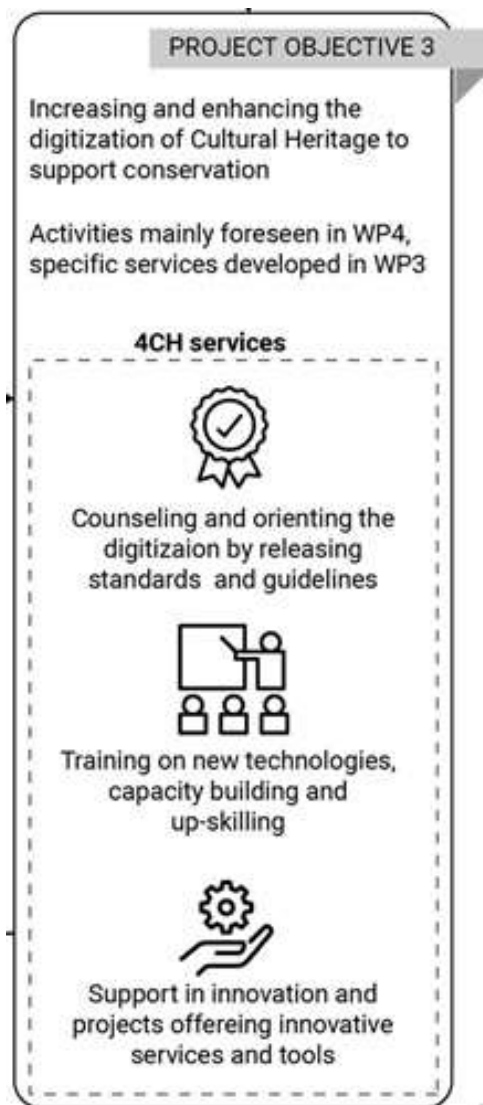 PROJECT OBJECTIVE 3
Increasing and enhancing the
digitization of Cultural Heritage to
support conservation
Activities mainly foreseen in WP4,
specific services developed in WP3
4CH services
Counseling and orienting the
digitizaion by releasing
standards and guidelines
Training on new technologies,
capacity building and
up-skilling
Support in innovation and
projects offereing innovative
services and tools